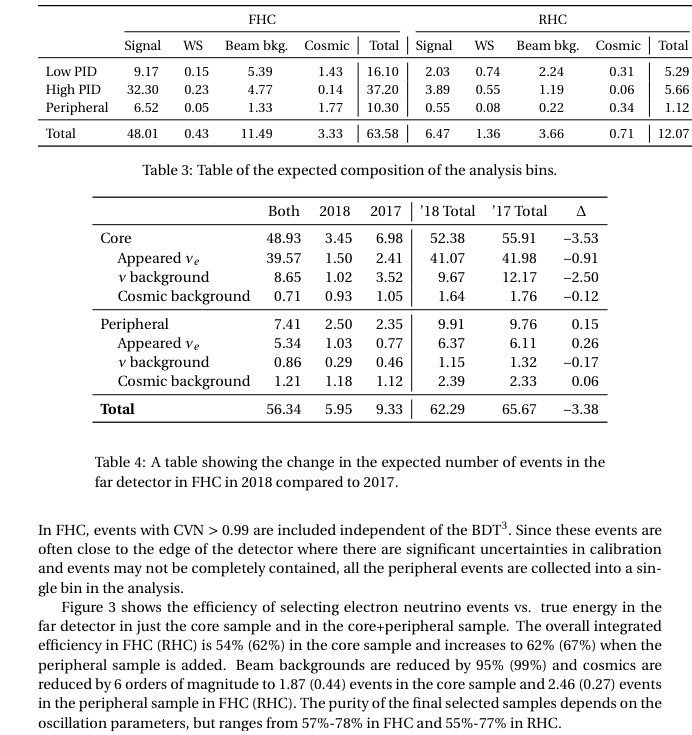 FHC RHC
Signal WS Beam bkg. Cosmic Total Signal WS Beam bkg. Cosmic Total
Low PID 9.17 0.15 5.39 1.43 16.10 2.03 0.74 2.24 0.31 5.29
High PID 32.30 0.23 4.77 0.14 37.20 3.89 0.55 1.19 0.06 5.66
Peripheral 6.52 0.05 1.33 1.77 10.30 0.55 0.08 0.22 0.34 1.12
Total 48.01 0.43 11.49 3.33 63.58 6.47 1.36 3.66 0.71 12.07
Table 3: Table of the expected composition of the analysis bins.
Both 2018 2017 '18 Total '17 Total Δ
Core 48.93 3.45 6.98 52.38 55.91 −3.53
Appeared νe 39.57 1.50 2.41 41.07 41.98 −0.91
ν background 8.65 1.02 3.52 9.67 12.17 −2.50
Cosmic background 0.71 0.93 1.05 1.64 1.76 −0.12
Peripheral 7.41 2.50 2.35 9.91 9.76 0.15
Appeared νe 5.34 1.03 0.77 6.37 6.11 0.26
ν background 0.86 0.29 0.46 1.15 1.32 −0.17
Cosmic background 1.21 1.18 1.12 2.39 2.33 0.06
Total 56.34 5.95 9.33 62.29 65.67 −3.38
Table 4: A table showing the change in the expected number of events in the
far detector in FHC in 2018 compared to 2017.
In FHC, events with CVN > 0.99 are included independent of the BDT3. Since these events are
often close to the edge of the detector where there are significant uncertainties in calibration
and events may not be completely contained, all the peripheral events are collected into a sin-
gle bin in the analysis.
Figure 3 shows the efficiency of selecting electron neutrino events vs. true energy in the
far detector in just the core sample and in the core+peripheral sample. The overall integrated
efficiency in FHC (RHC) is 54% (62%) in the core sample and increases to 62% (67%) when the
peripheral sample is added. Beam backgrounds are reduced by 95% (99%) and cosmics are
reduced by 6 orders of magnitude to 1.87 (0.44) events in the core sample and 2.46 (0.27) events
in the peripheral sample in FHC (RHC). The purity of the final selected samples depends on the
oscillation parameters, but ranges from 57%-78% in FHC and 55%-77% in RHC.